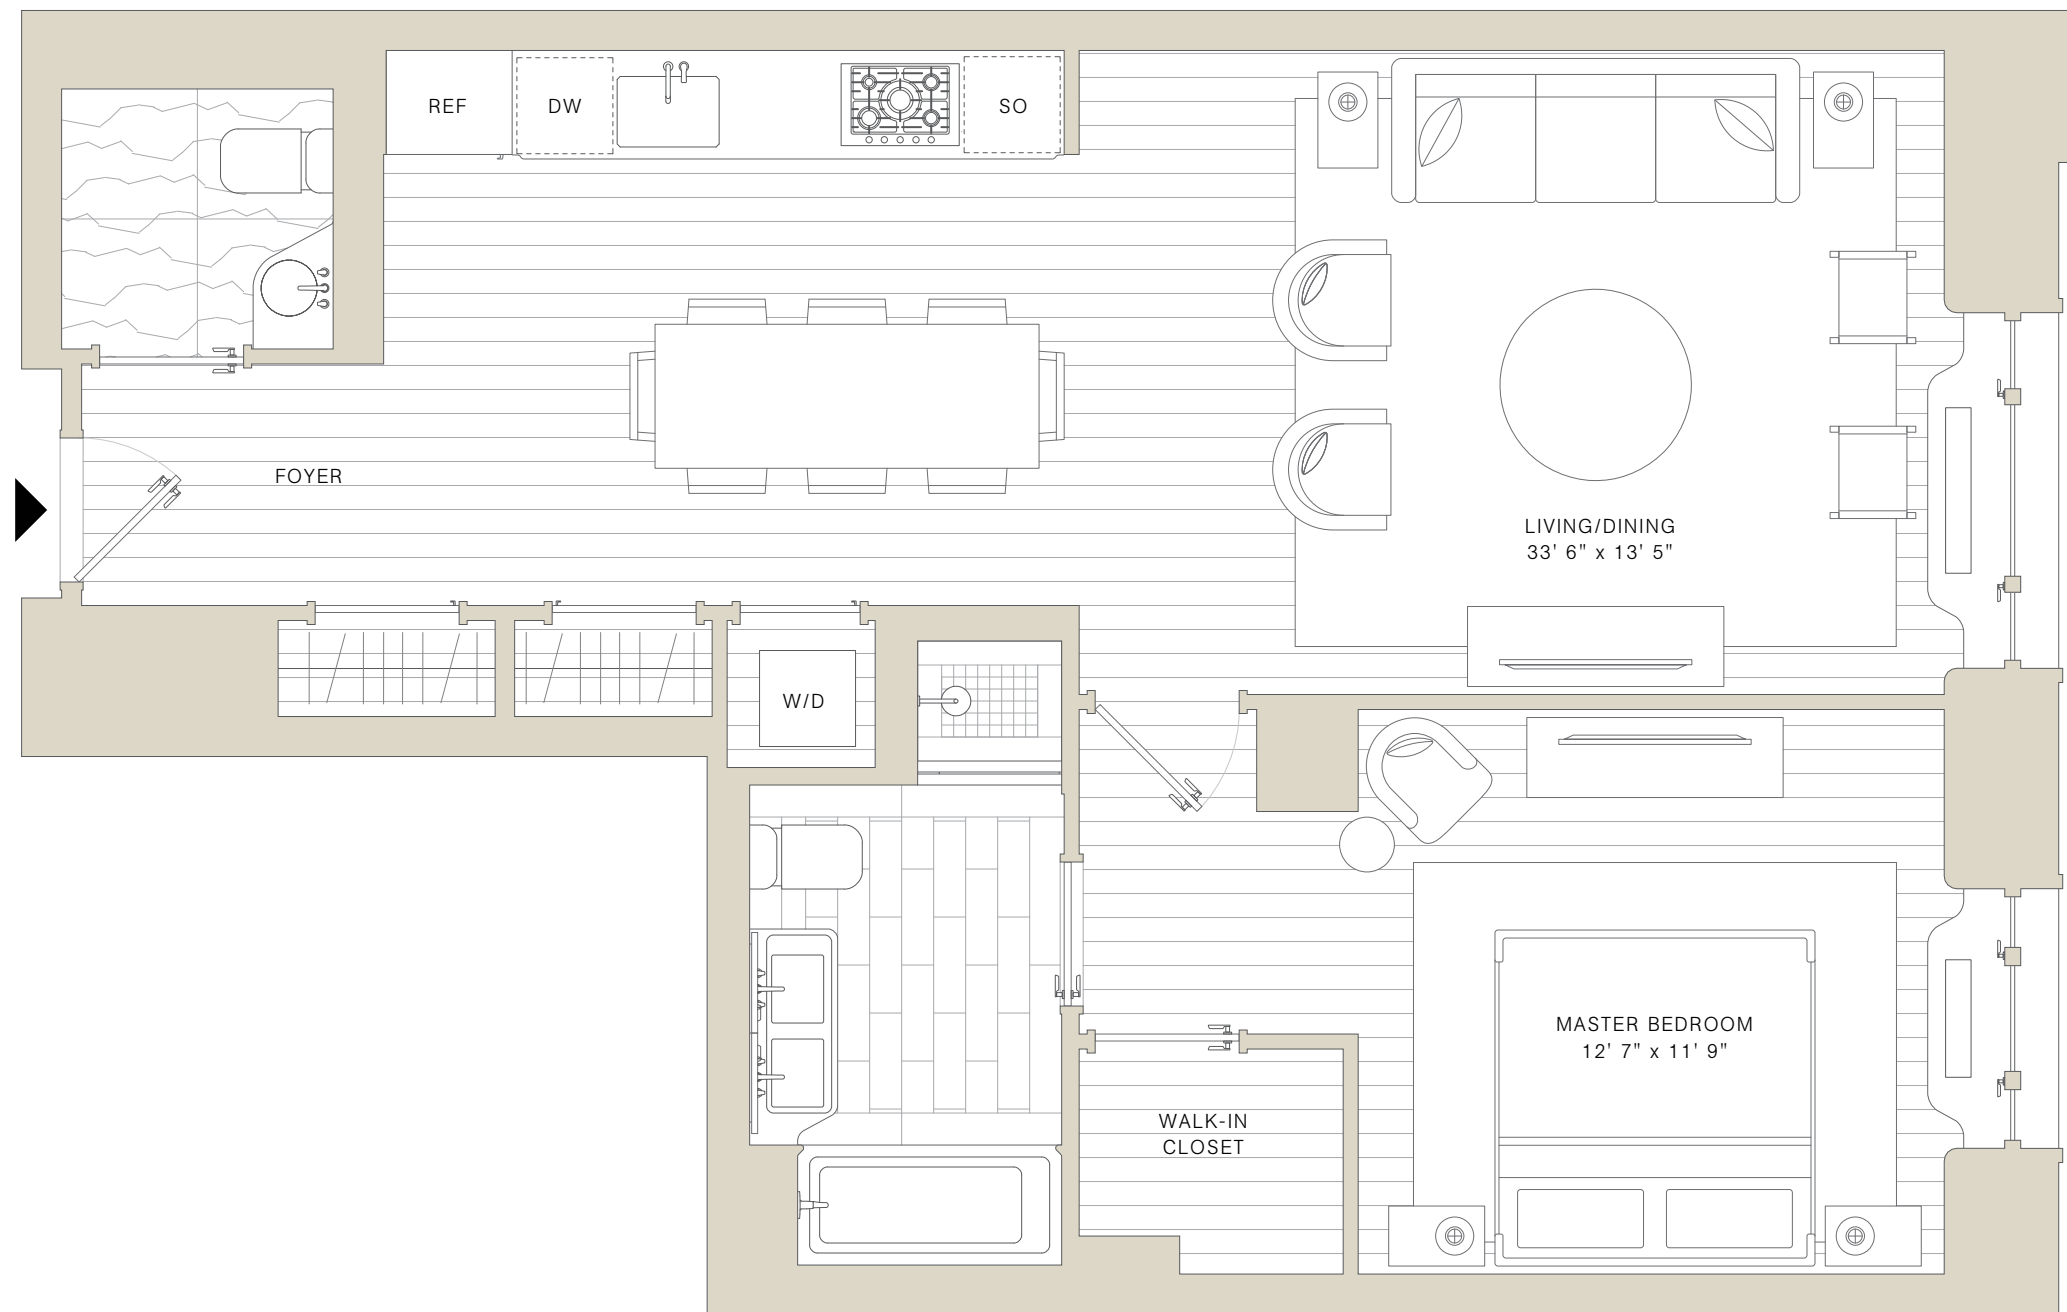 REF
DW
SO
FOYER
LIVING/DINING
33' 6" x 13' 5"
W/D
MASTER BEDROOM
12' 7" x 11' 9"
WALK-IN
CLOSET